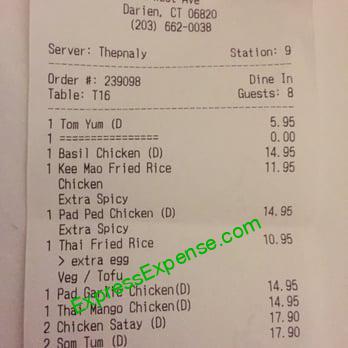 Ave
Darien, CT 06820
(203) 662-0038
Server: Thepnaly Station: 9
Order #: 239098 Dine In
Table: T16 Guests: 8
1 Tom Yum (D 5.95
1 ================ 0.00
1 Basil Chicken (D) 14.95
1 Kee Mao Fried Rice 11.95
Chicken
Extra Spicy
1 Pad Ped Chicken (D) 14.95
Extra Spicy
1 Thai Fried Rice 10.95
> extra egg
Veg / Tofu
1 Pad Garlic Chicken(D) 14.95
1 Thai Mango Chicken(D) 14.95
2 Chicken Satay (D) 17.90
2 Som Tum (D) 17.90
ExpressExpense.com